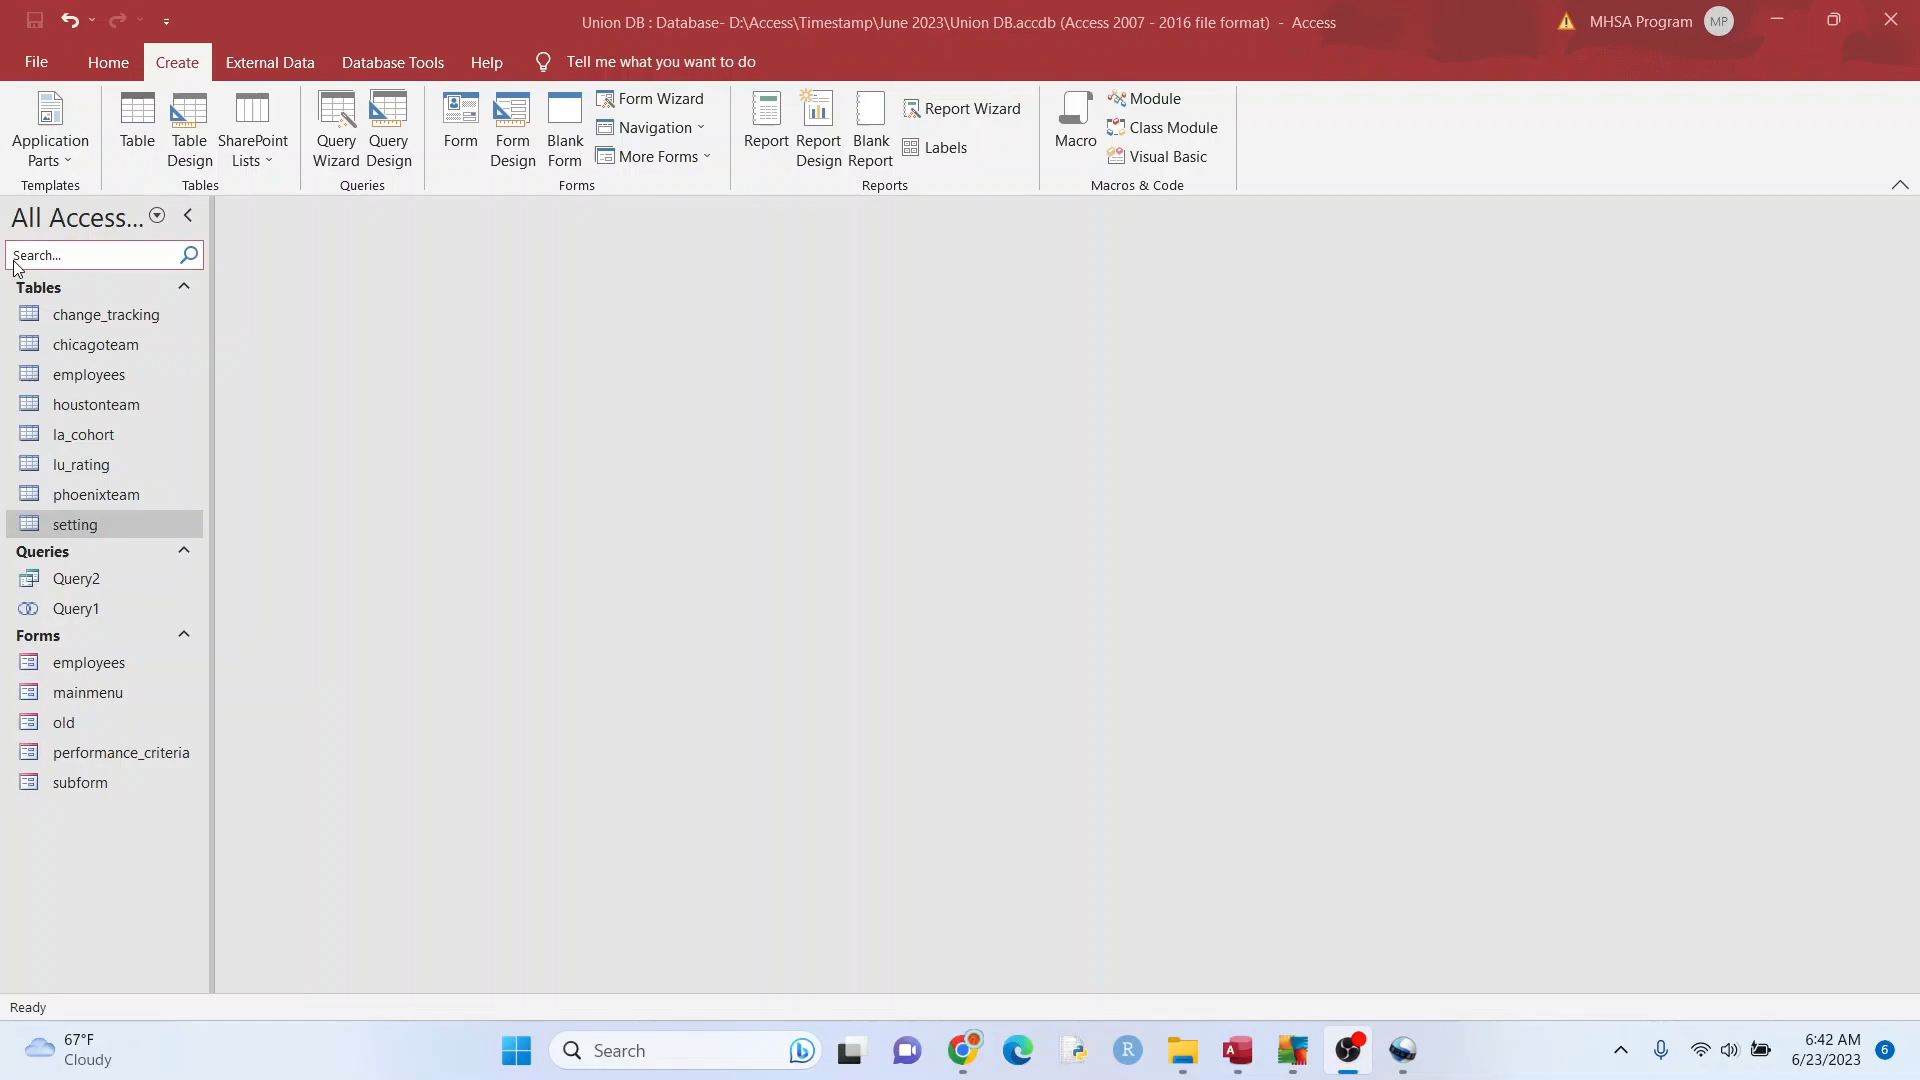 Union DB : Database- D:\Access\Timestamp\June 2023\Union DB.accdb (Access 2007 - 2016 file format) - Access
MHSA Program
MP
File
Home
Create
External Data
Database Tools
Help
Tell me what you want to do
Application
Parts
Templates
Table
Table
Design
SharePoint
Lists
Tables
Query
Wizard
Query
Design
Queries
Form
Form
Design
Blank
Form
Form Wizard
Navigation
More Forms
Forms
Report
Report
Design
Blank
Report
Report Wizard
Labels
Reports
Macro
Module
Class Module
Visual Basic
Macros & Code
All Access...
Search...
Tables
change_tracking
chicagoteam
employees
houstonteam
la_cohort
lu_rating
phoenixteam
setting
Queries
Query2
Query1
Forms
employees
mainmenu
old
performance_criteria
subform
Ready
67°F
Cloudy
Search
R
A
6:42 AM
6/23/2023
6